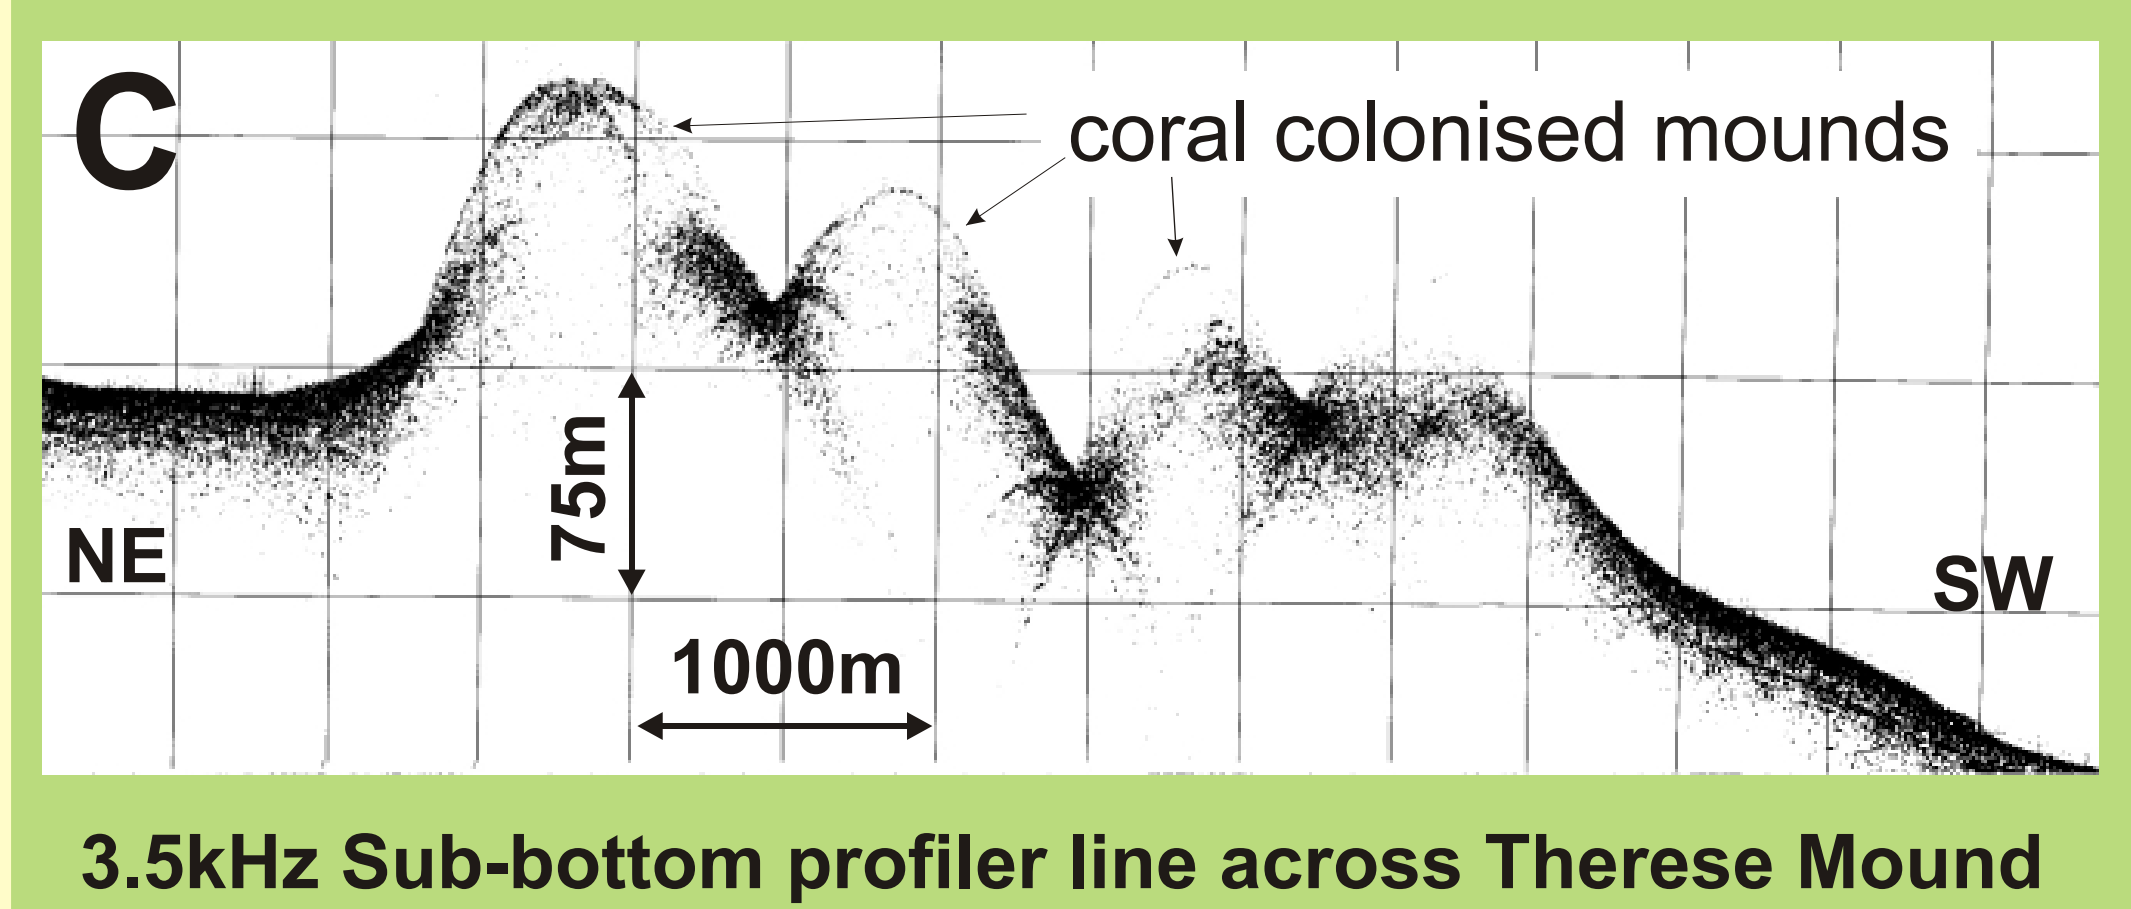 C
coral colonised mounds
75m
NE
SW
1000m
3.5kHz Sub-bottom profiler line across Therese Mound